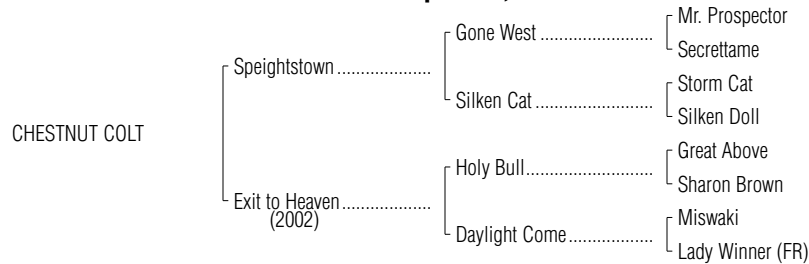 Mr. Prospector
Gone West ........................
Secrettame
Speightstown ....................
Storm Cat
Silken Cat .........................
Silken Doll
CHESTNUT COLT
Great Above
Holy Bull...........................
Sharon Brown
Exit to Heaven ...................
(2002)
Miswaki
Daylight Come..................
Lady Winner (FR)